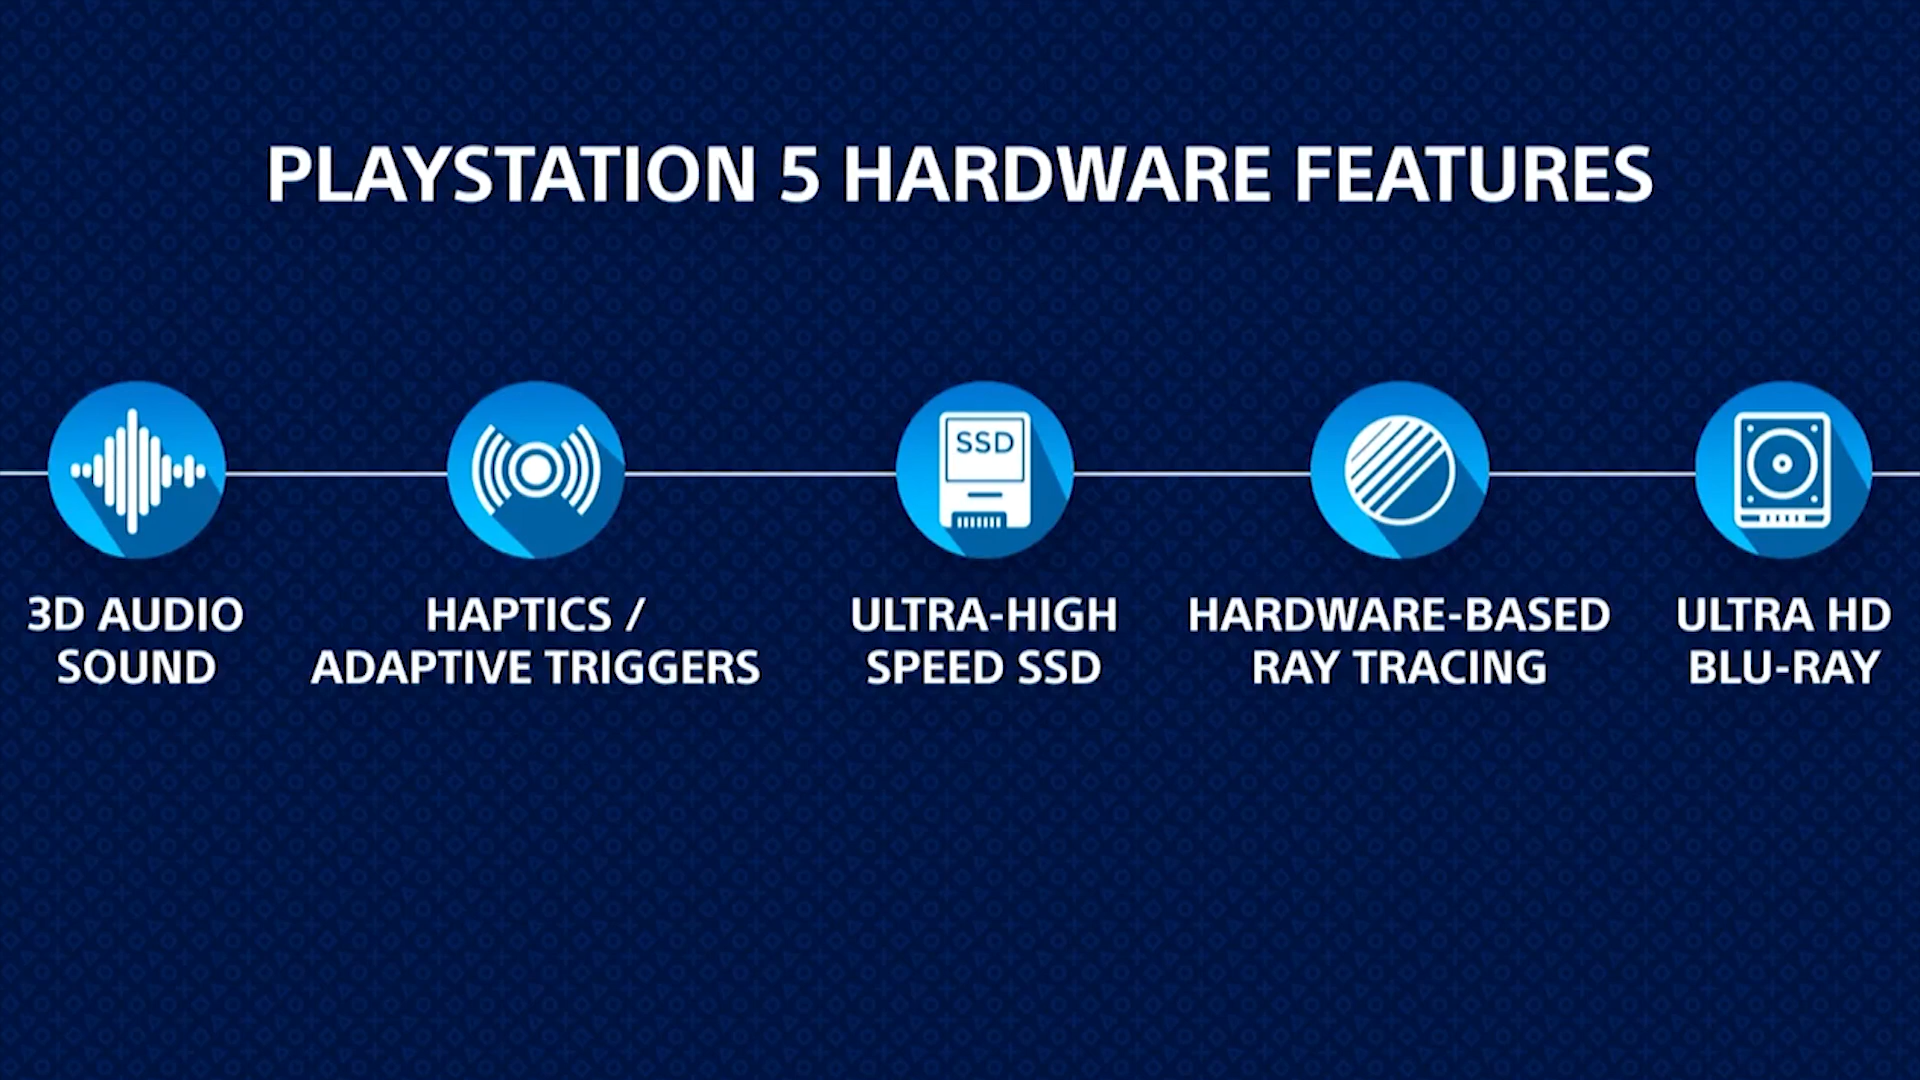 PLAYSTATION 5 HARDWARE FEATURES
SSD
3D AUDIO
SOUND
HAPTICS /
ADAPTIVE TRIGGERS
ULTRA-HIGH
SPEED SSD
HARDWARE-BASED
RAY TRACING
ULTRA HD
BLU-RAY